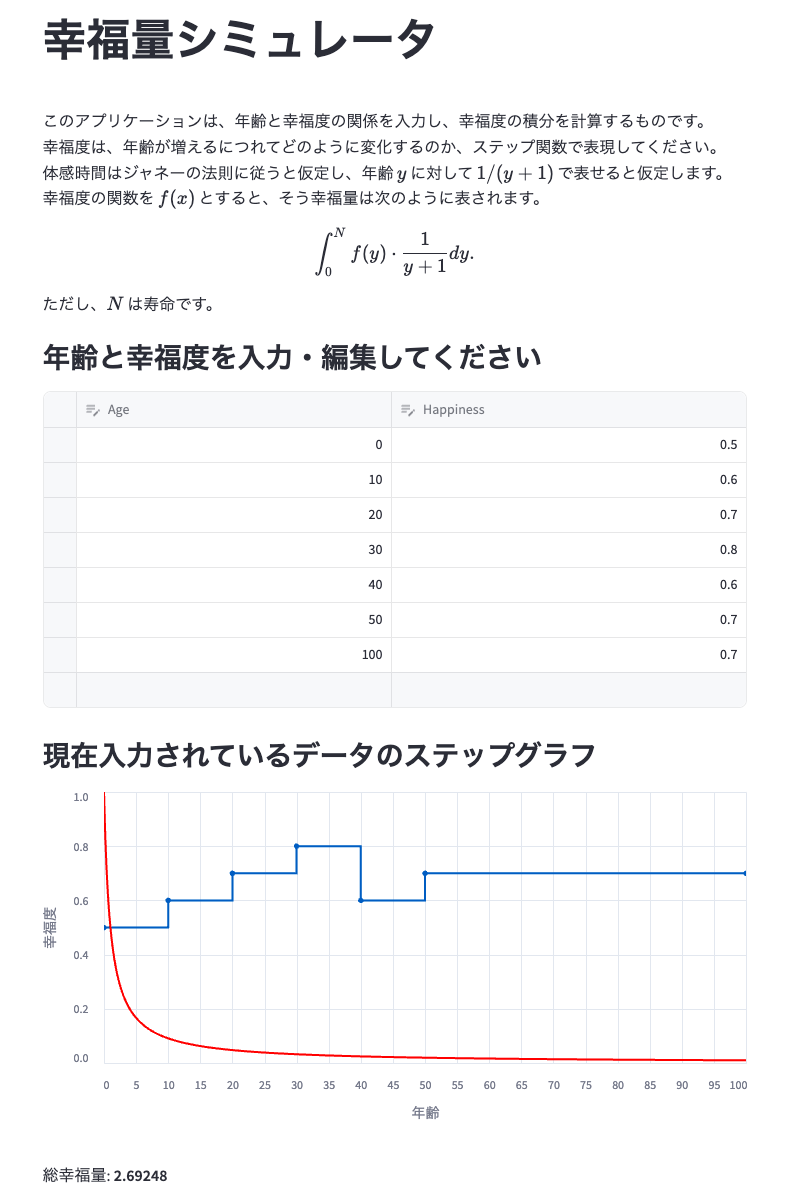 幸福量シミュレータ
このアプリケーションは、年齢と幸福度の関係を入力し、幸福度の積分を計算するものです。
幸福度は、年齢が増えるにつれてどのように変化するのか、ステップ関数で表現してください。
体感時間はジャネーの法則に従うと仮定し、年齢 y に対して 1/(y + 1) で表せると仮定します。
幸福度の関数を f(x) とすると、そう幸福量は次のように表されます。
∫₀ᴺ f(y) · 1/(y + 1) dy.
ただし、N は寿命です。
年齢と幸福度を入力・編集してください
Age Happiness
0 0.5
10 0.6
20 0.7
30 0.8
40 0.6
50 0.7
100 0.7
現在入力されているデータのステップグラフ
1.0
0.8
0.6
0.4
0.2
0.0
幸福度
0 5 10 15 20 25 30 35 40 45 50 55 60 65 70 75 80 85 90 95 100
年齢
総幸福量: 2.69248